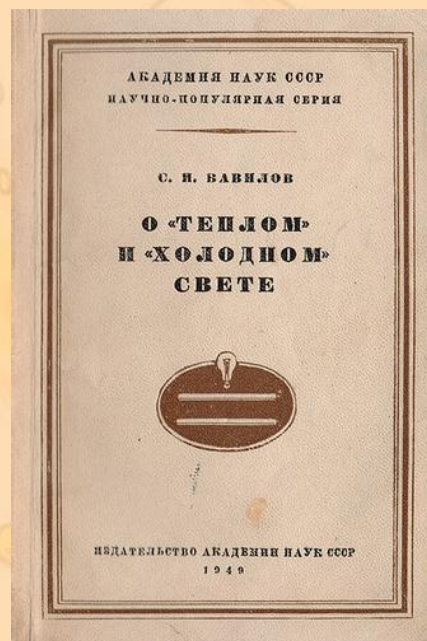 АКАДЕМИЯ НАУК СССР
НАУЧНО-ПОПУЛЯРНАЯ СЕРИЯ
С. И. ВАВИЛОВ
О «ТЕПЛОМ»
И «ХОЛОДНОМ»
СВЕТЕ
ИЗДАТЕЛЬСТВО АКАДЕМИИ НАУК СССР
1949